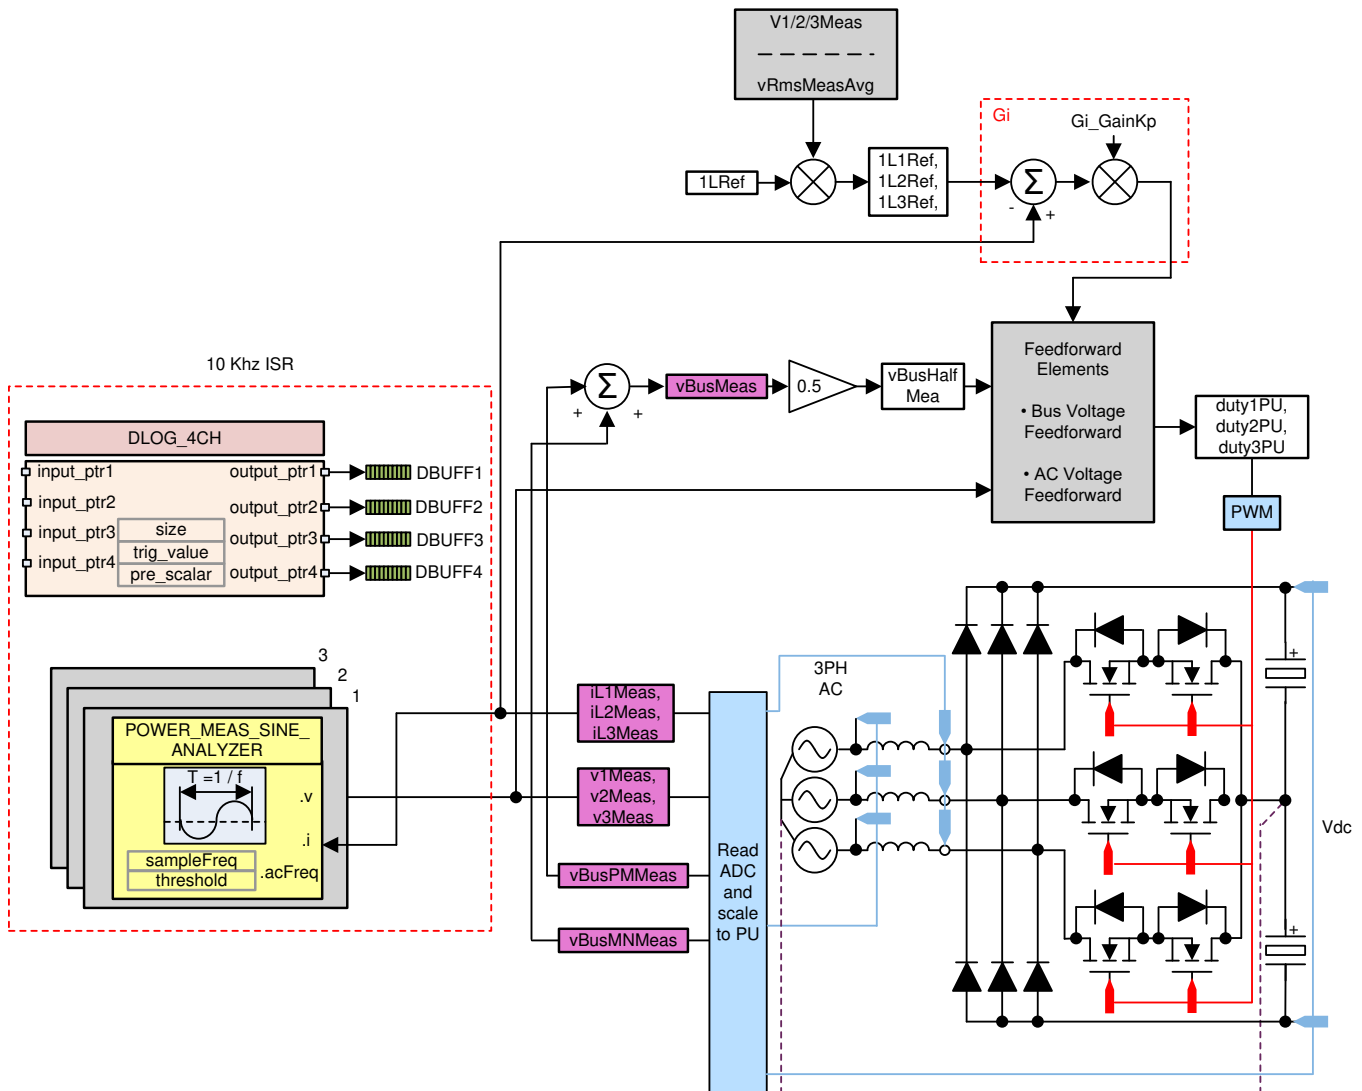 V1/2/3Meas
vRmsMeasAvg
Gi
Gi_GainKp
1LRef
1L1Ref,
1L2Ref,
1L3Ref,
Σ
-
+
10 Khz ISR
Σ
+
+
vBusMeas
0.5
vBusHalf
Mea
Feedforward
Elements
• Bus Voltage
Feedforward
• AC Voltage
Feedforward
duty1PU,
duty2PU,
duty3PU
PWM
DLOG_4CH
input_ptr1
input_ptr2
input_ptr3
input_ptr4
size
trig_value
pre_scalar
output_ptr1
output_ptr2
output_ptr3
output_ptr4
DBUFF1
DBUFF2
DBUFF3
DBUFF4
3
2
1
POWER_MEAS_SINE_
ANALYZER
T =1 / f
.v
.i
.acFreq
sampleFreq
threshold
iL1Meas,
iL2Meas,
iL3Meas
v1Meas,
v2Meas,
v3Meas
vBusPMMeas
vBusMNMeas
Read
ADC
and
scale
to PU
3PH
AC
+
+
Vdc